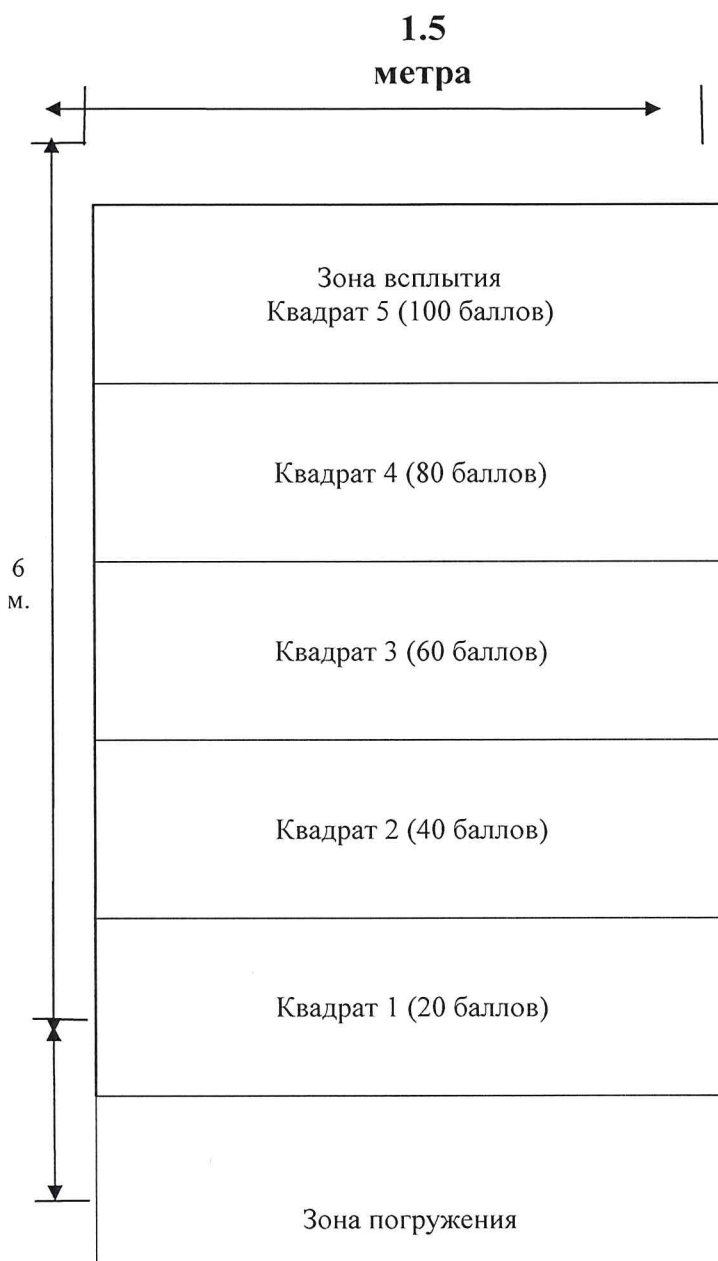 1.5
метра
Зона всплытия
Квадрат 5 (100 баллов)
Квадрат 4 (80 баллов)
6
м.
Квадрат 3 (60 баллов)
Квадрат 2 (40 баллов)
Квадрат 1 (20 баллов)
Зона погружения